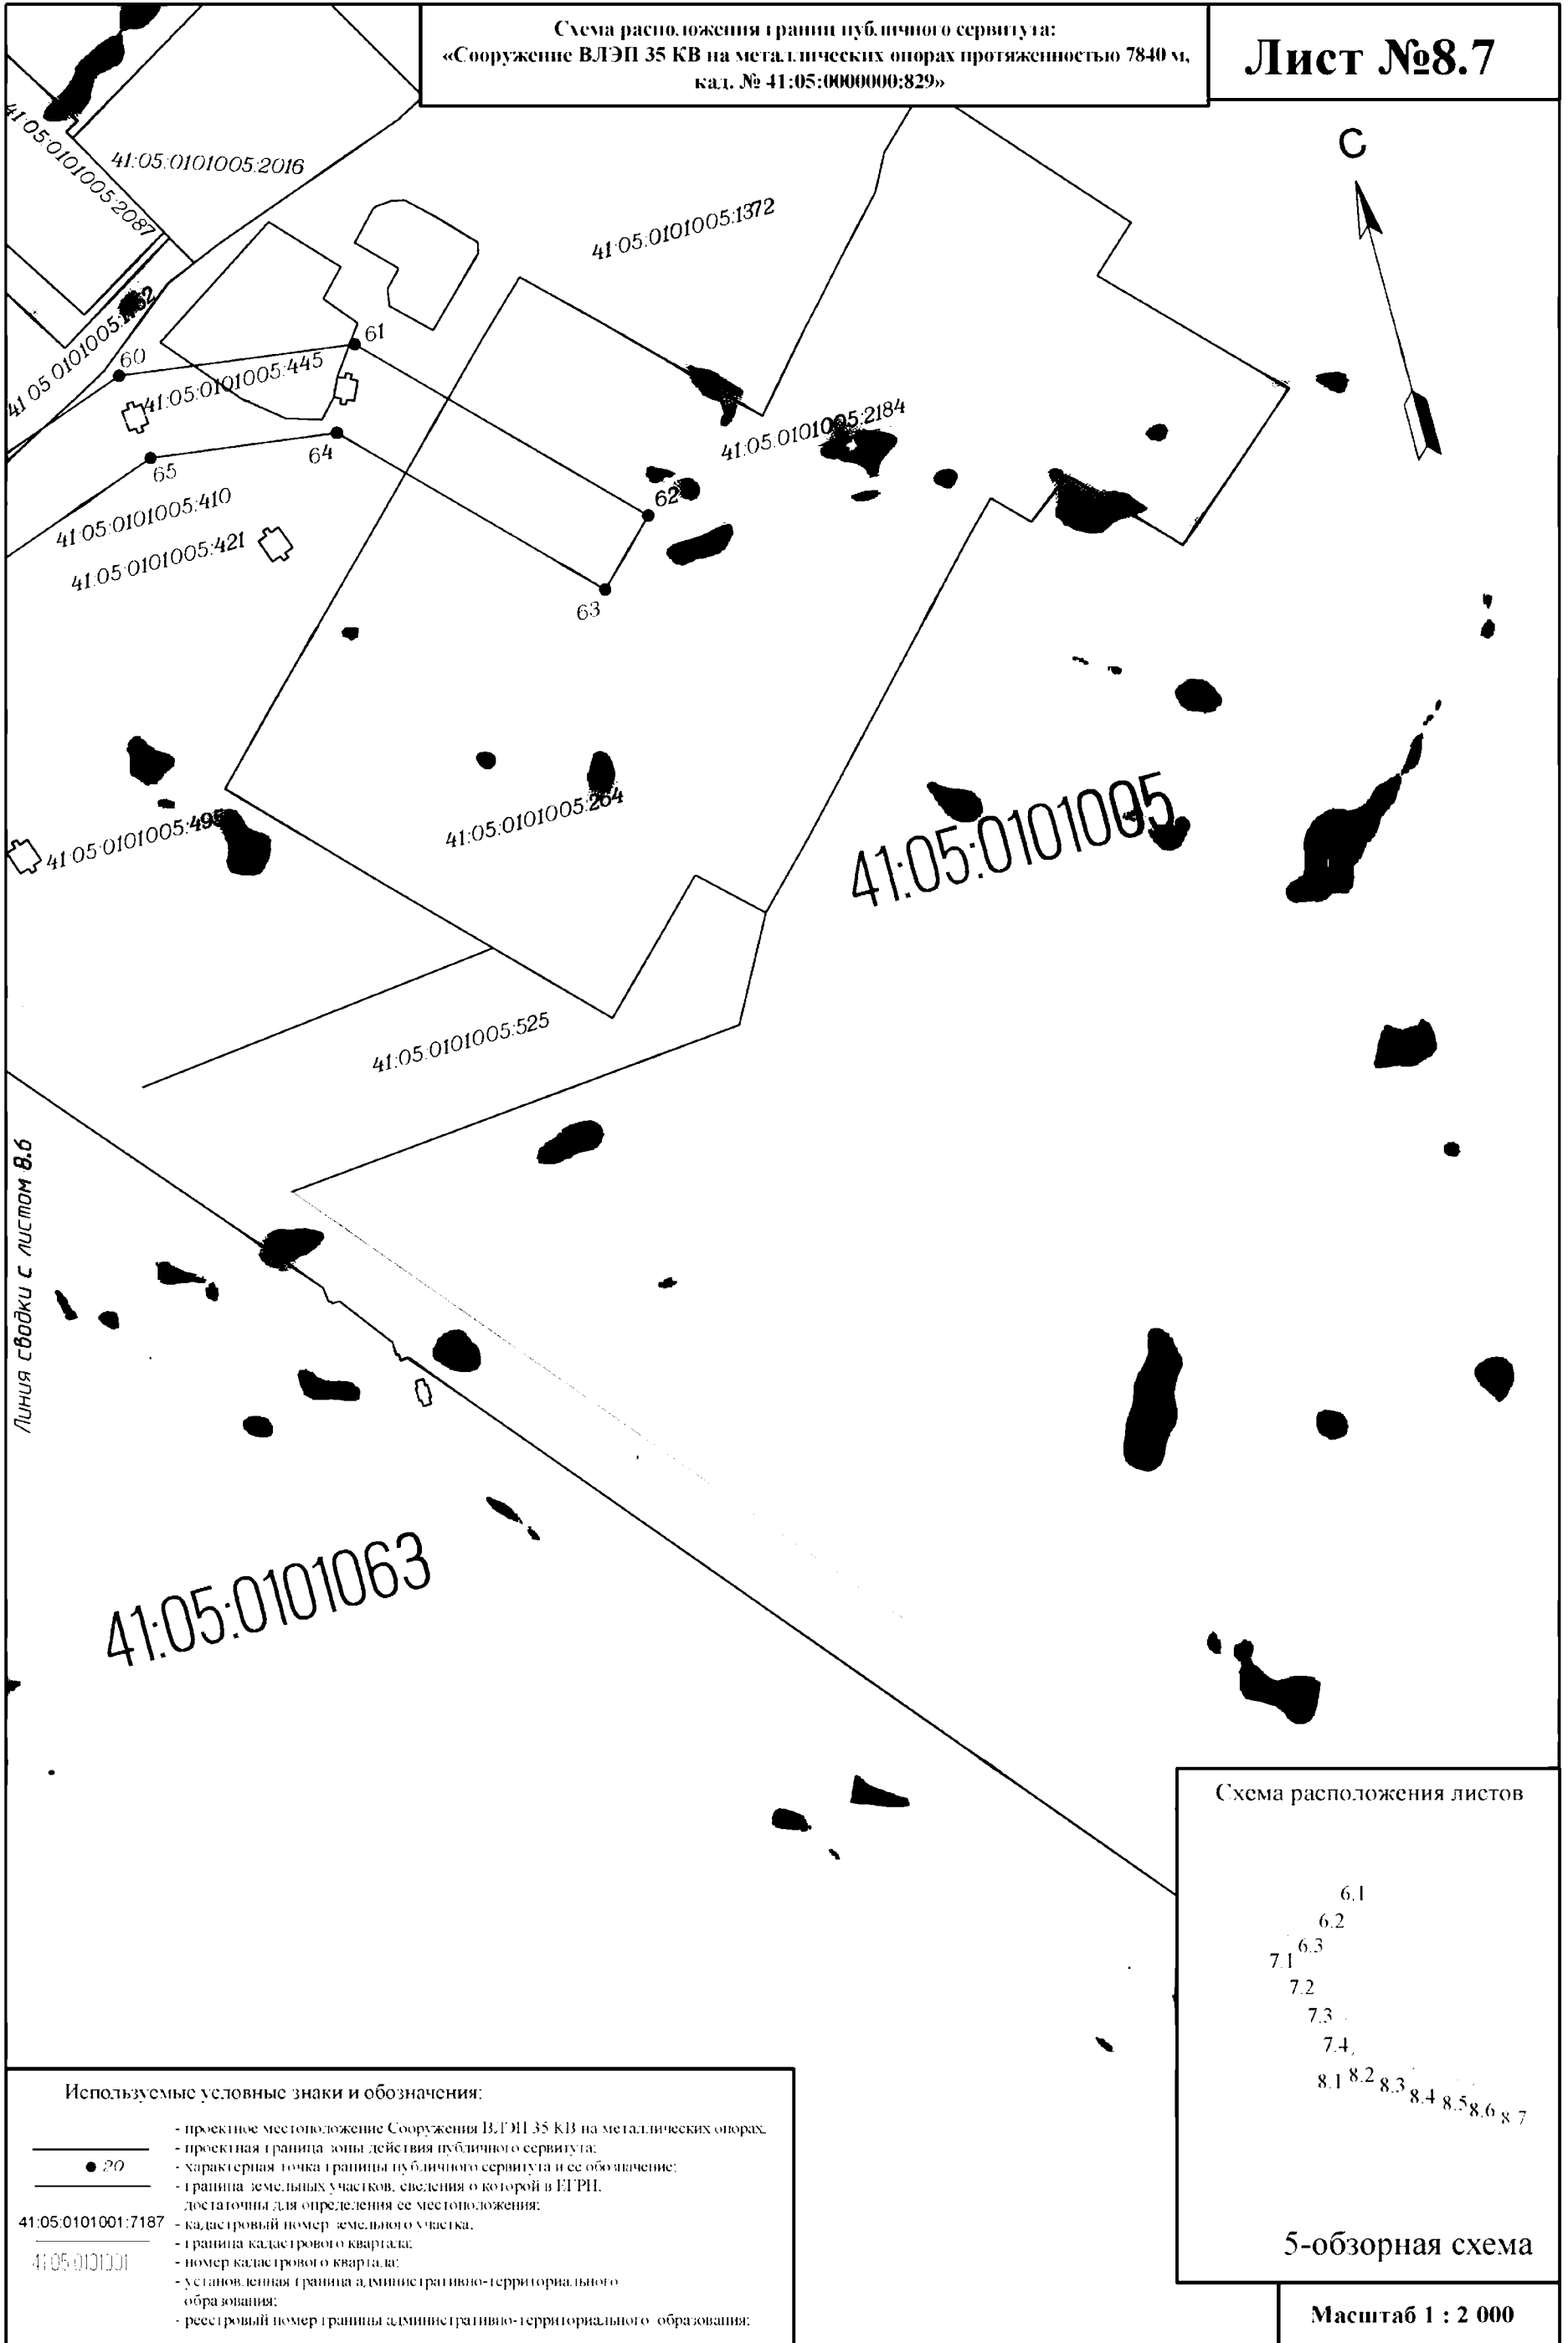 Схема расположения границ публичного сервитута:
«Сооружение ВЛЭП 35 КВ на металлических опорах протяженностью 7840 м,
кад. № 41:05:0000000:829»
Лист №8.7
С
41:05:0101005:2087
41:05:0101005:2016
41:05:0101005:1372
61
60
41:05:0101005:445
41:05:0101005:2184
64
65
62
41:05:0101005:410
41:05:0101005:421
63
41:05:0101005:264
41:05:0101005:495
41:05:0101005
41:05:0101005:525
Линия сводки с листом 8.6
41:05:0101063
Схема расположения листов
6.1
6.2
6.3
7.1
7.2
7.3
7.4
8.1 8.2 8.3 8.4 8.5 8.6 8.7
5-обзорная схема
Масштаб 1 : 2 000
Используемые условные знаки и обозначения:
- проектное местоположение Сооружения ВЛЭП 35 КВ на металлических опорах.
- проектная граница зоны действия публичного сервитута;
20
- характерная точка границы публичного сервитута и ее обозначение;
- граница земельных участков, сведения о которой в ЕГРН,
достаточны для определения ее местоположения;
41:05:0101001:7187 - кадастровый номер земельного участка.
- граница кадастрового квартала;
41:05:0101001 - номер кадастрового квартала;
- установленная граница административно-территориального
образования;
- реестровый номер границы административно-территориального образования;